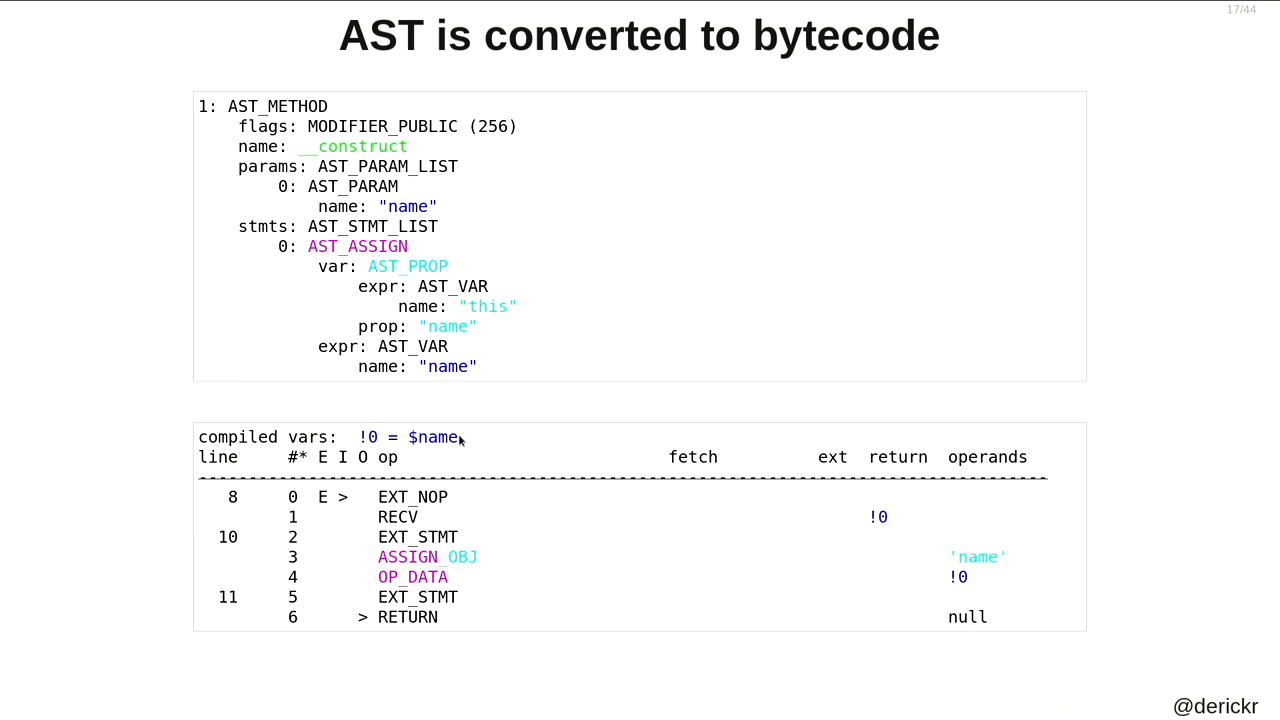 17/44
AST is converted to bytecode
1: AST_METHOD
    flags: MODIFIER_PUBLIC (256)
    name: __construct
    params: AST_PARAM_LIST
        0: AST_PARAM
            name: "name"
    stmts: AST_STMT_LIST
        0: AST_ASSIGN
            var: AST_PROP
                expr: AST_VAR
                    name: "this"
                prop: "name"
            expr: AST_VAR
                name: "name"
compiled vars:  !0 = $name
line     #* E I O op                           fetch          ext  return  operands
-------------------------------------------------------------------------------------
   8     0  E >   EXT_NOP
         1        RECV                                             !0
  10     2        EXT_STMT
         3        ASSIGN_OBJ                                               'name'
         4        OP_DATA                                                  !0
  11     5        EXT_STMT
         6      > RETURN                                                   null
@derickr